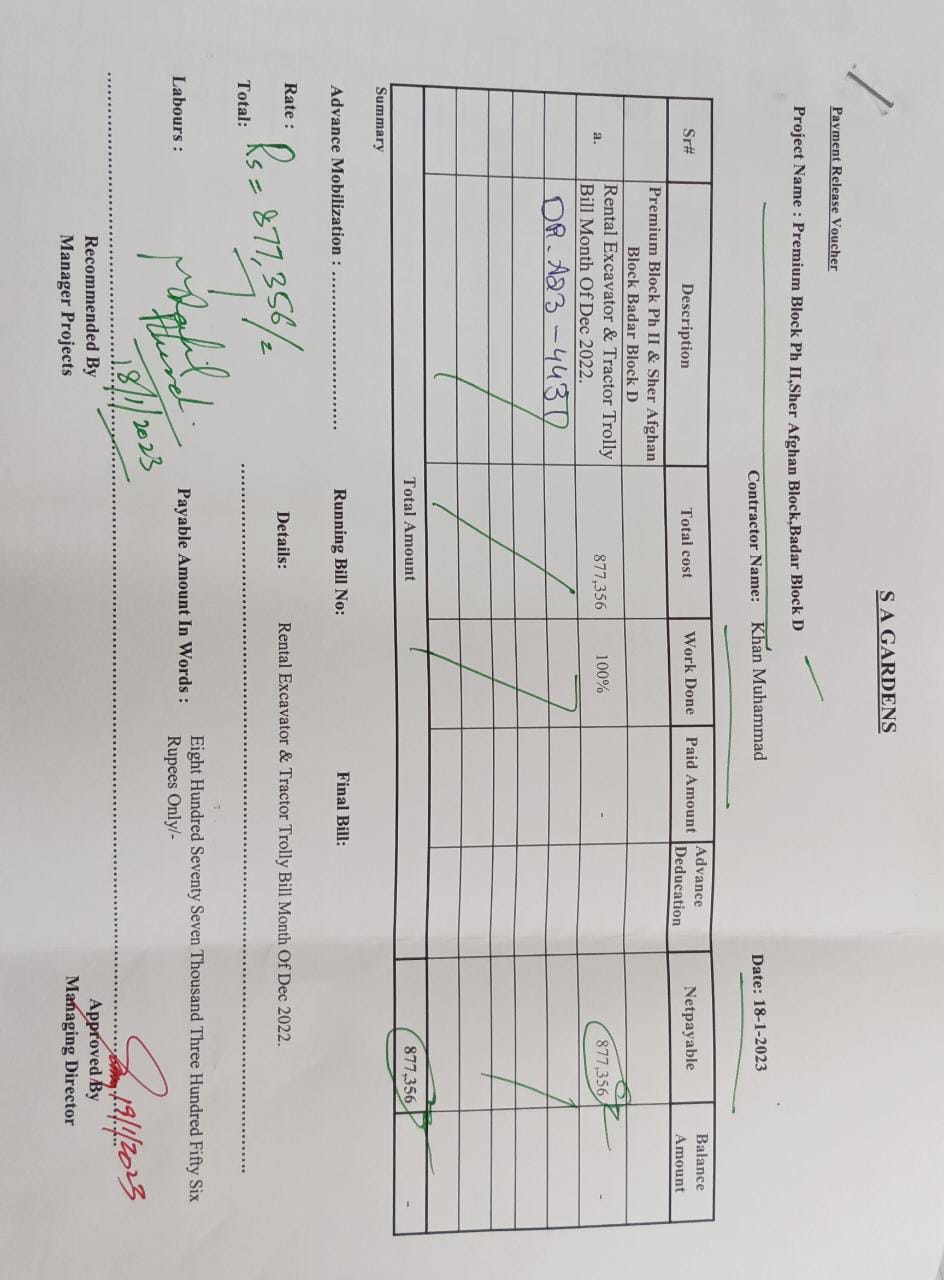 S A GARDENS
Payment Release Voucher
Project Name : Premium Block Ph II,Sher Afghan Block,Badar Block D
Contractor Name: Khan Muhammad
Date: 18-1-2023
Sr# Description Total cost Work Done Paid Amount Advance Deducation Netpayable Balance Amount
Premium Block Ph II & Sher Afghan
Block Badar Block D
a. Rental Excavator & Tractor Trolly 877,356 100% - 877,356 -
Bill Month Of Dec 2022.
Total Amount 877,356 -
Summary
Advance Mobilization : .................... Running Bill No: Final Bill:
Rate : Details: Rental Excavator & Tractor Trolly Bill Month Of Dec 2022.
Total: Rs = 877,356/=
Labours : Payable Amount In Words : Eight Hundred Seventy Seven Thousand Three Hundred Fifty Six
Rupees Only/-
18/1/2023
19/1/2023
Recommended By Approved By
Manager Projects Managing Director